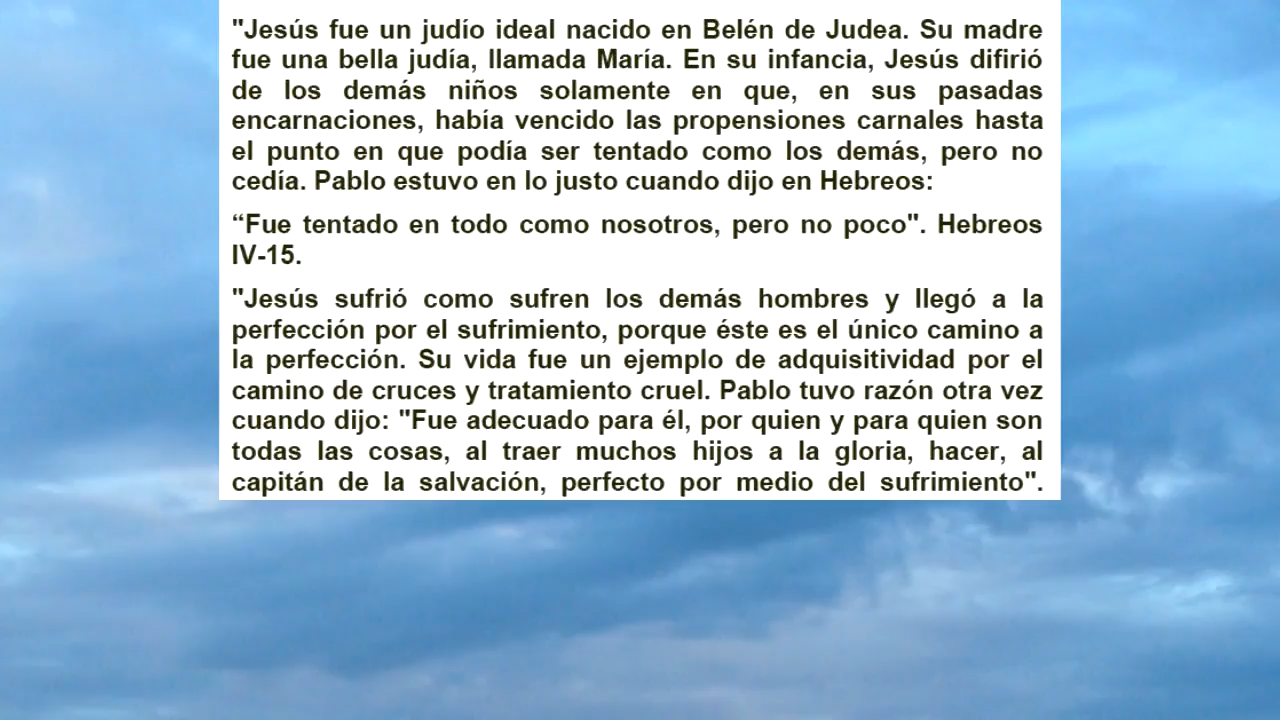 "Jesús fue un judío ideal nacido en Belén de Judea. Su madre
fue una bella judía, llamada María. En su infancia, Jesús difirió
de los demás niños solamente en que, en sus pasadas
encarnaciones, había vencido las propensiones carnales hasta
el punto en que podía ser tentado como los demás, pero no
cedía. Pablo estuvo en lo justo cuando dijo en Hebreos:
“Fue tentado en todo como nosotros, pero no poco". Hebreos
IV-15.
"Jesús sufrió como sufren los demás hombres y llegó a la
perfección por el sufrimiento, porque éste es el único camino a
la perfección. Su vida fue un ejemplo de adquisitividad por el
camino de cruces y tratamiento cruel. Pablo tuvo razón otra vez
cuando dijo: "Fue adecuado para él, por quien y para quien son
todas las cosas, al traer muchos hijos a la gloria, hacer, al
capitán de la salvación, perfecto por medio del sufrimiento".